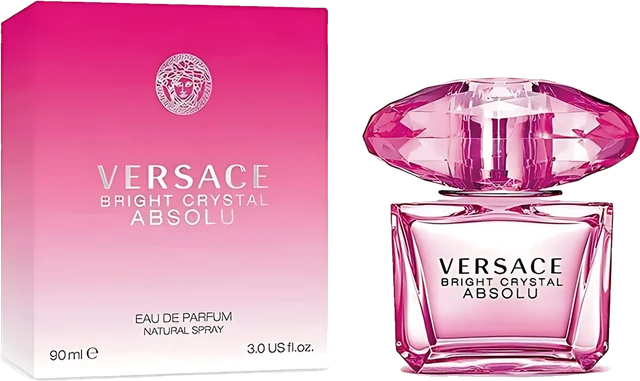 VERSACE
BRIGHT CRYSTAL
ABSOLU
EAU DE PARFUM
NATURAL SPRAY
90 ml ℮
3.0 US fl.oz.
VERSACE
BRIGHT CRYSTAL
ABSOLU